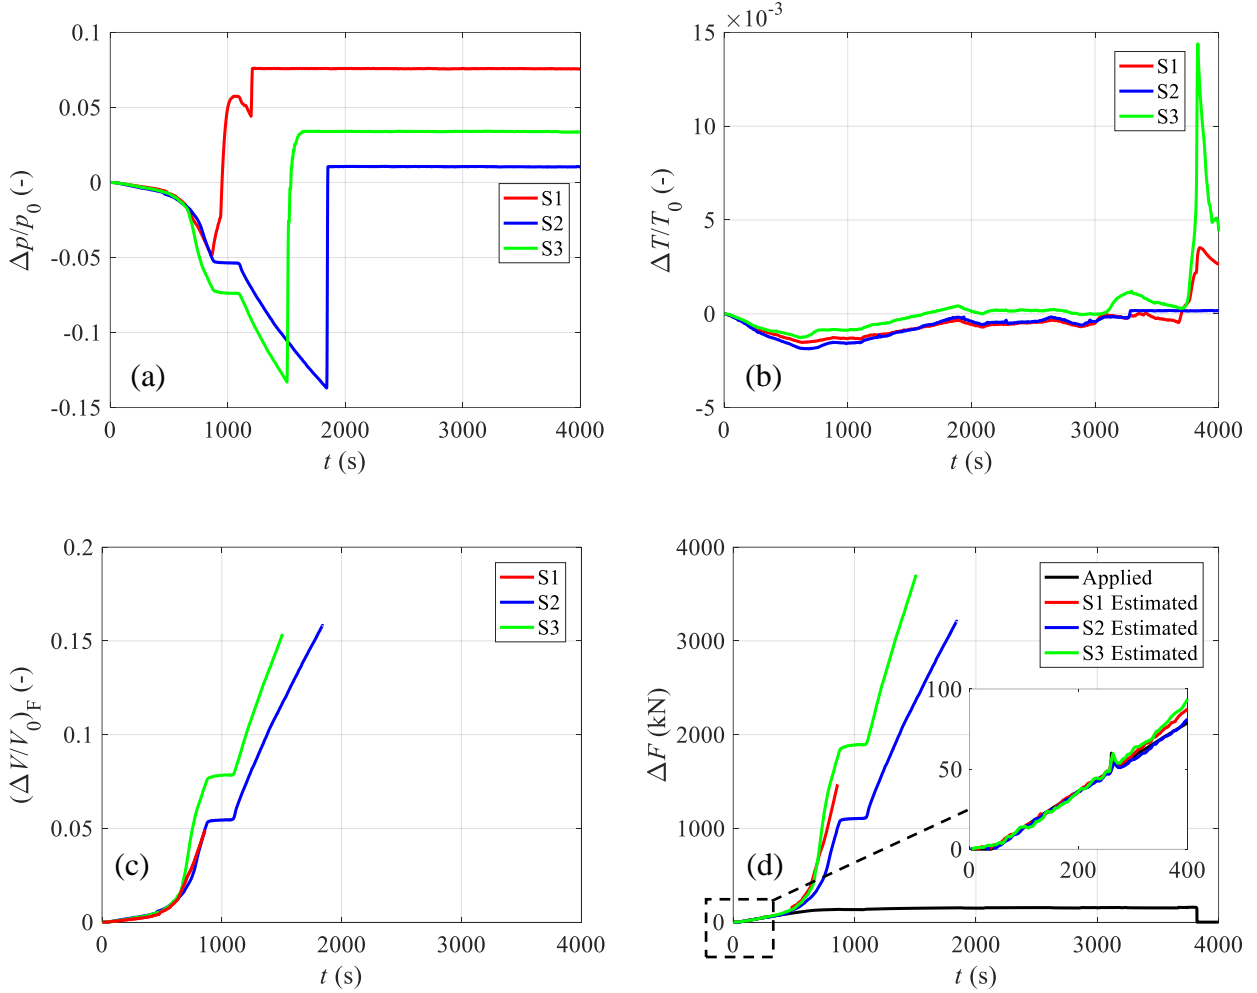 0.1
0.05
0
-0.05
-0.1
-0.15
Δp/p0 (-)
S1
S2
S3
(a)
0 1000 2000 3000 4000
t (s)
×10-3
15
10
5
0
-5
ΔT/T0 (-)
S1
S2
S3
(b)
0 1000 2000 3000 4000
t (s)
0.2
0.15
0.1
0.05
0
(ΔV/V0)F (-)
S1
S2
S3
(c)
0 1000 2000 3000 4000
t (s)
4000
3000
2000
1000
0
ΔF (kN)
Applied
S1 Estimated
S2 Estimated
S3 Estimated
100
50
0
0 200 400
(d)
0 1000 2000 3000 4000
t (s)